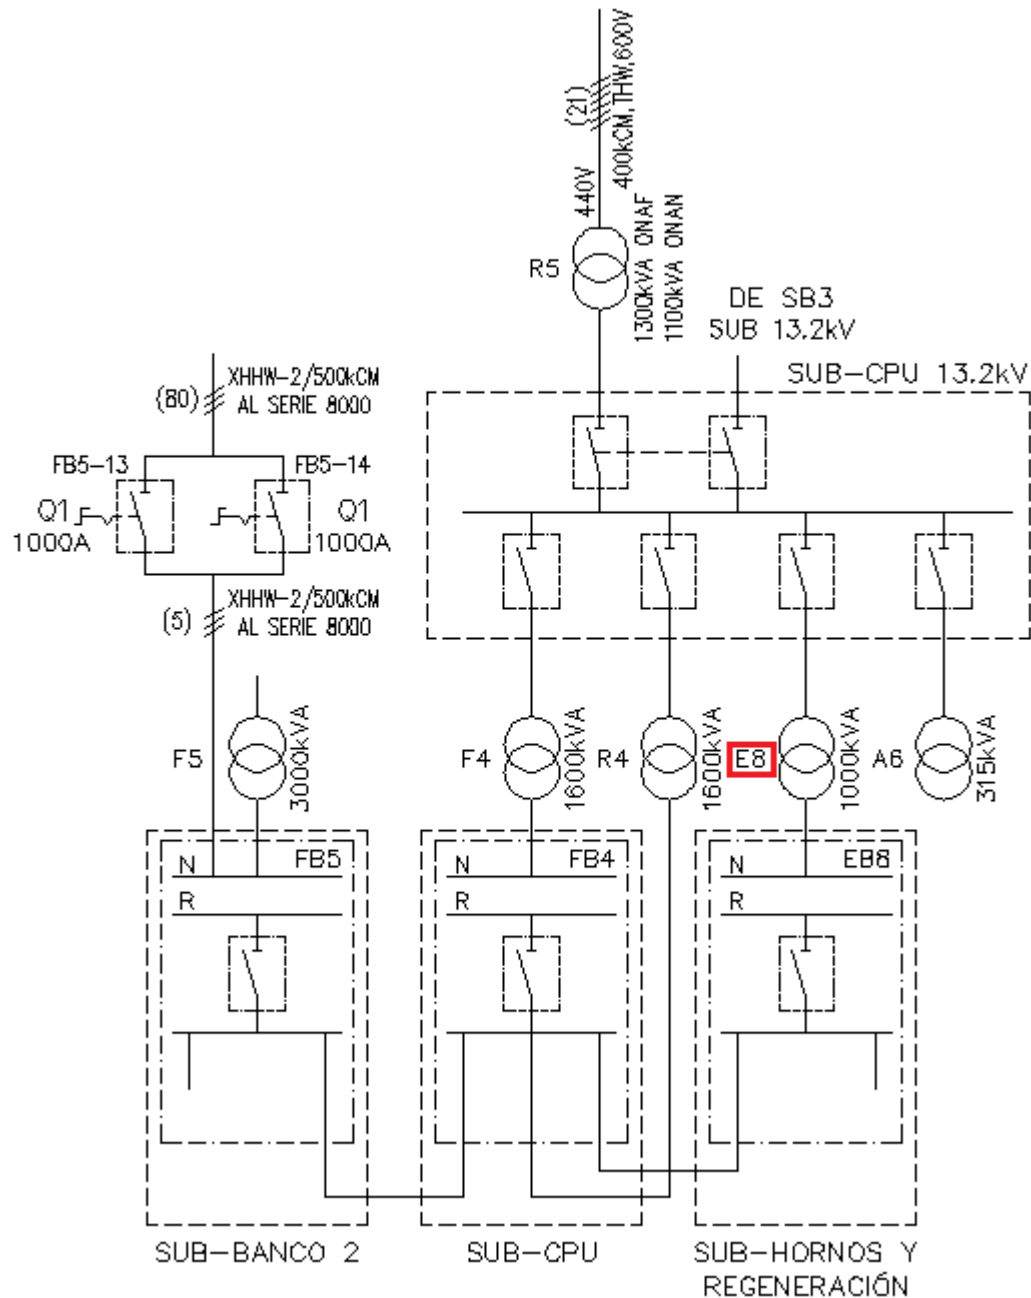 (21)
400kCM,THW,600V
440V
R5
1300kVA ONAF
1100kVA ONAN
DE SB3
SUB 13.2kV
SUB-CPU 13.2kV
(80)
XHHW-2/500kCM
AL SERIE 8000
FB5-13
FB5-14
Q1
1000A
Q1
1000A
(5)
XHHW-2/500kCM
AL SERIE 8000
F5
3000kVA
F4
1600kVA
R4
1600kVA
E8
1000kVA
A6
315kVA
N
FB5
R
N
FB4
R
N
EB8
R
SUB-BANCO 2
SUB-CPU
SUB-HORNOS Y
REGENERACIÓN